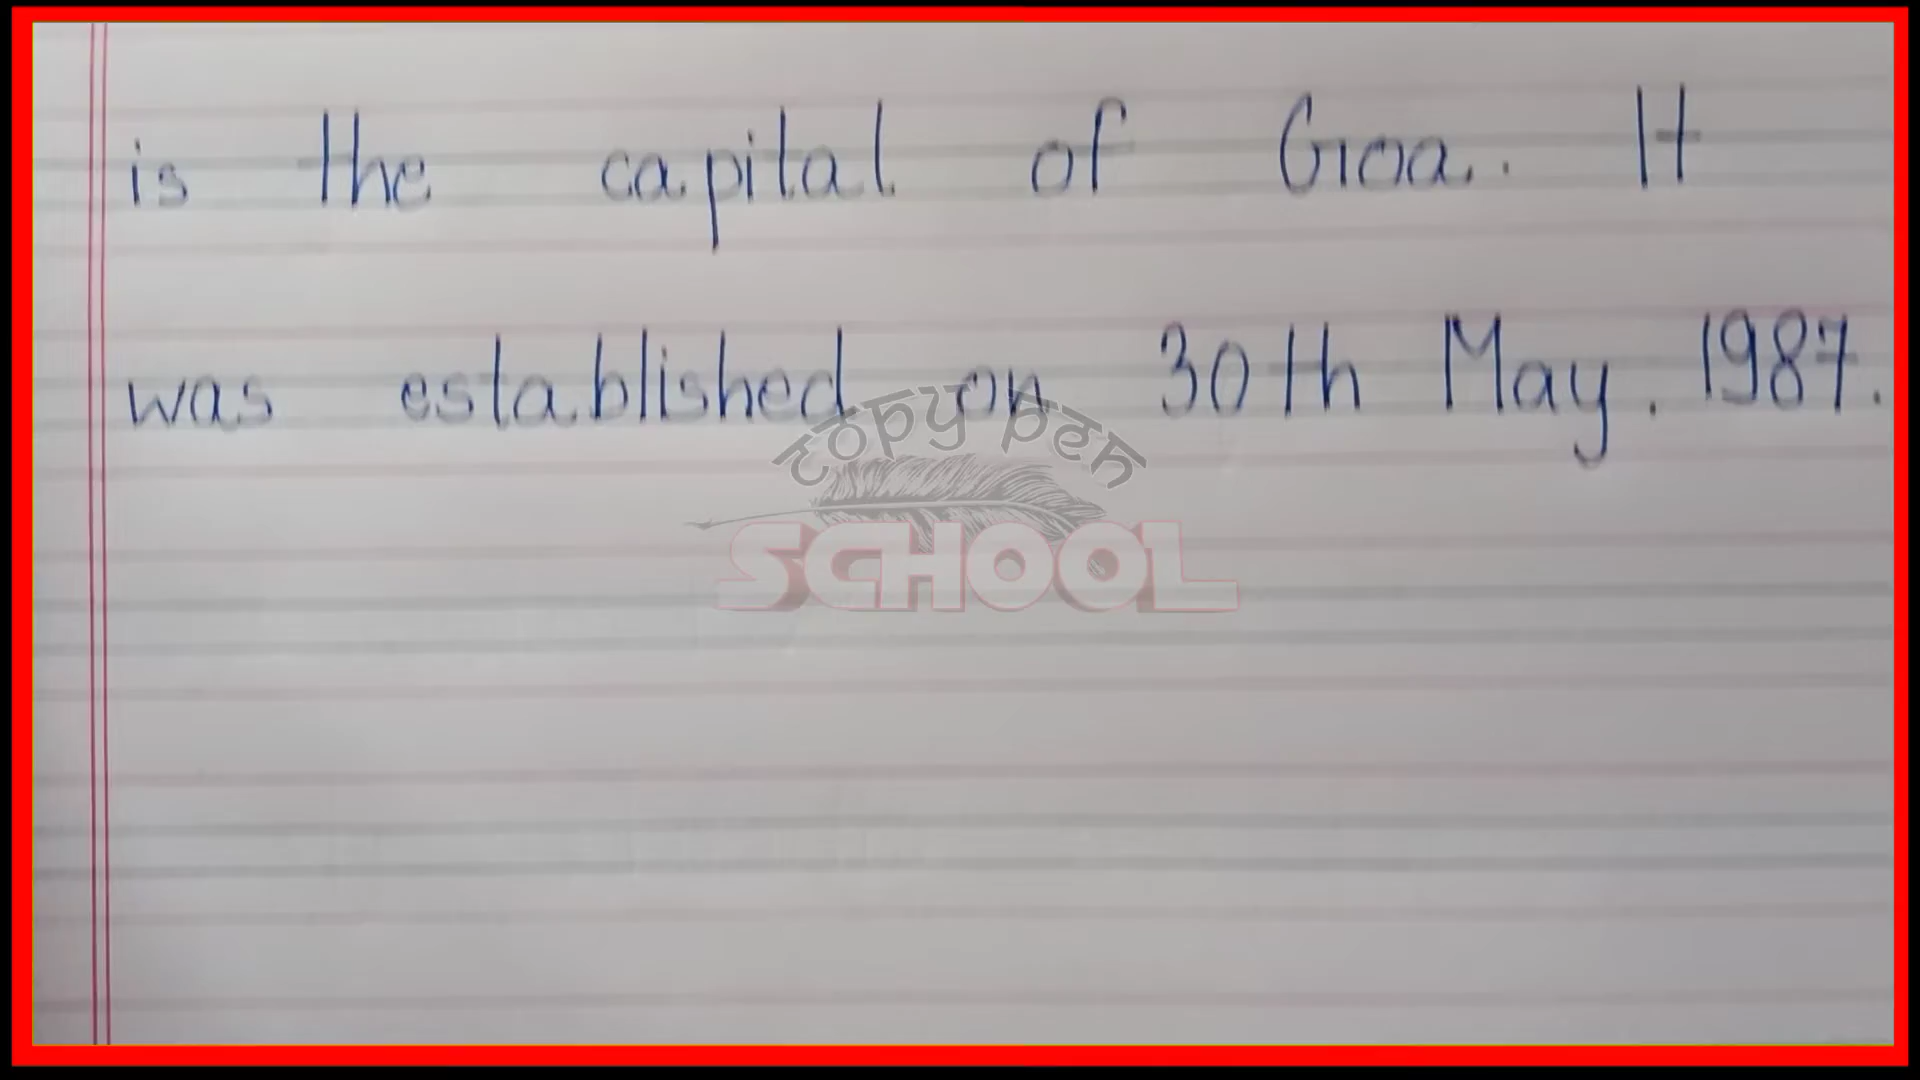 is the capital of Goa. It
was established on 30th May. 1987.
Copy pen
SCHOOL